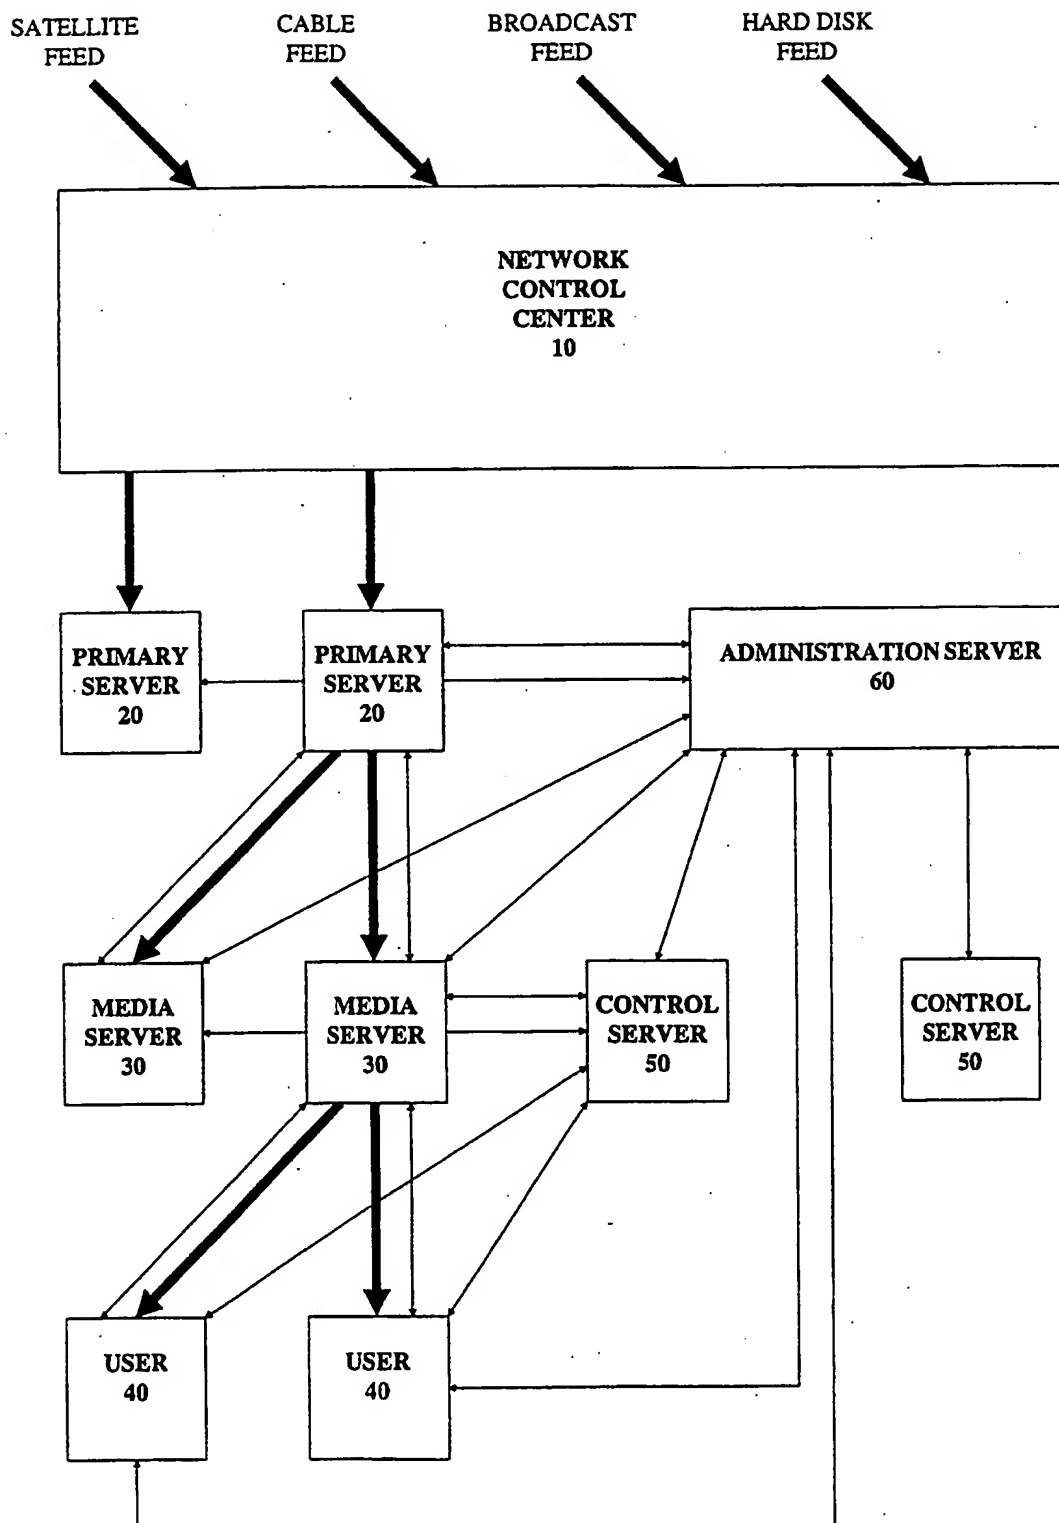 SATELLITE
FEED
CABLE
FEED
BROADCAST
FEED
HARD DISK
FEED
NETWORK
CONTROL
CENTER
10
PRIMARY
SERVER
20
PRIMARY
SERVER
20
ADMINISTRATION SERVER
60
MEDIA
SERVER
30
MEDIA
SERVER
30
CONTROL
SERVER
50
CONTROL
SERVER
50
USER
40
USER
40